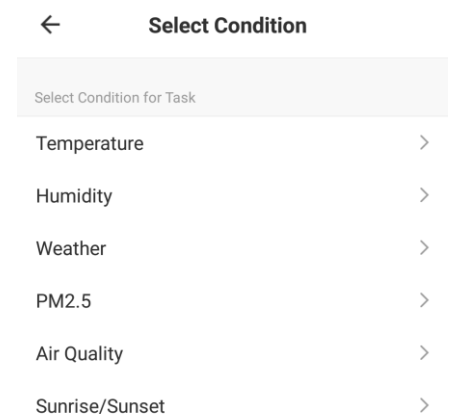 Select Condition
Select Condition for Task
Temperature
Humidity
Weather
PM2.5
Air Quality
Sunrise/Sunset